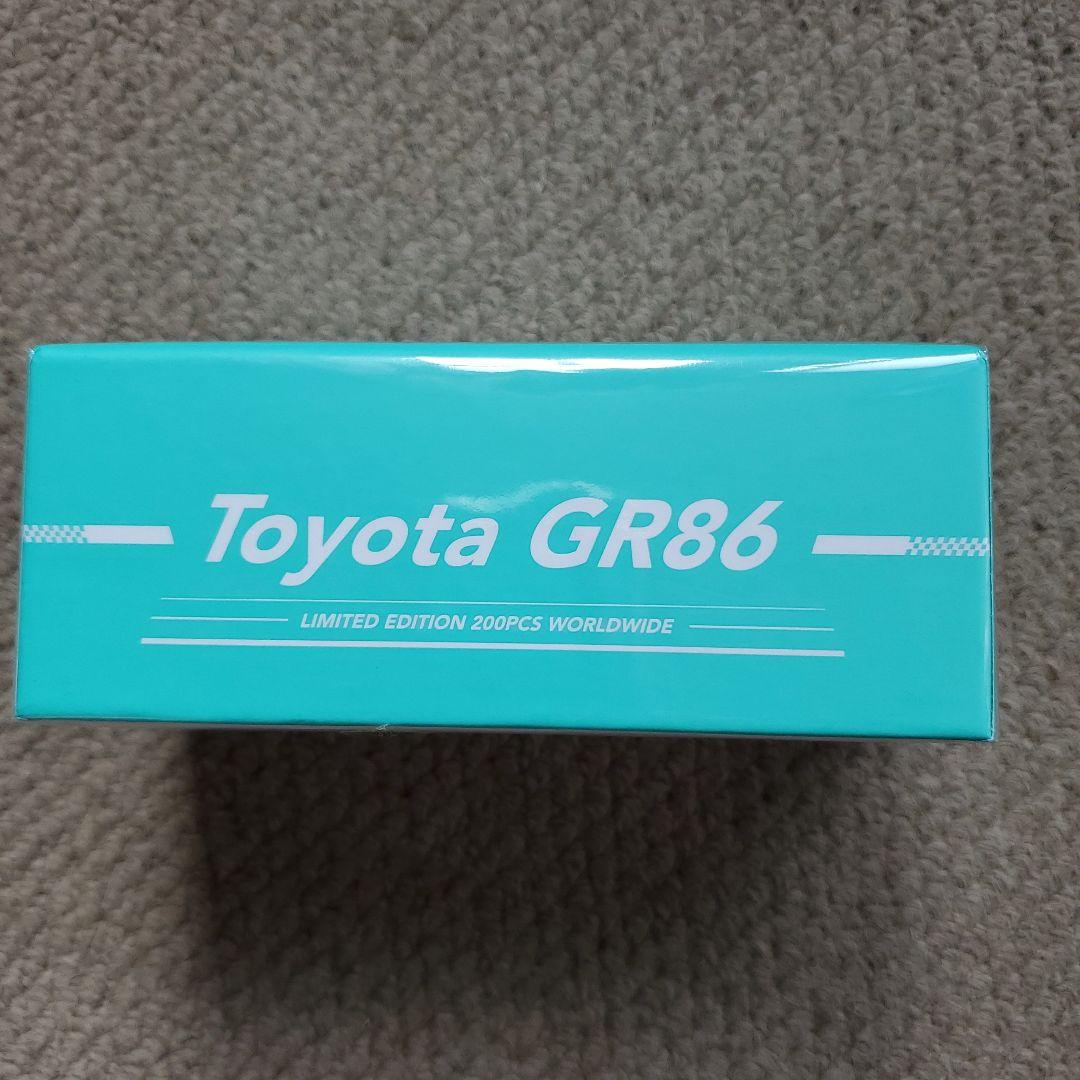 Toyota GR86
LIMITED EDITION 200PCS WORLDWIDE